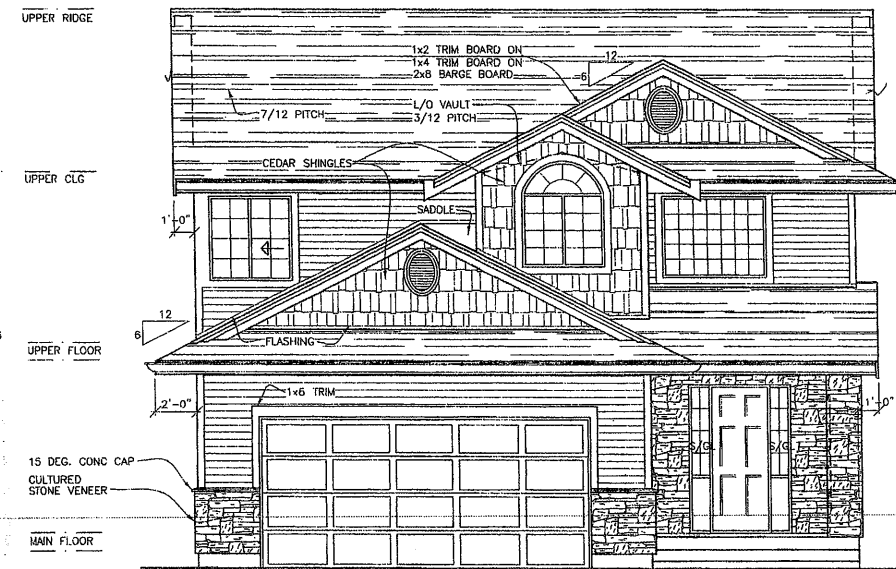 UPPER RIDGE
1x2 TRIM BOARD ON
1x4 TRIM BOARD ON
2x8 BARGE BOARD
12
6
7/12 PITCH
L/O VAULT
3/12 PITCH
CEDAR SHINGLES
UPPER CLG
SADDLE
1'-0"
12
6
FLASHING
UPPER FLOOR
1x6 TRIM
2'-0"
1'-0"
S/G
S/G
15 DEG. CONC CAP
CULTURED
STONE VENEER
MAIN FLOOR